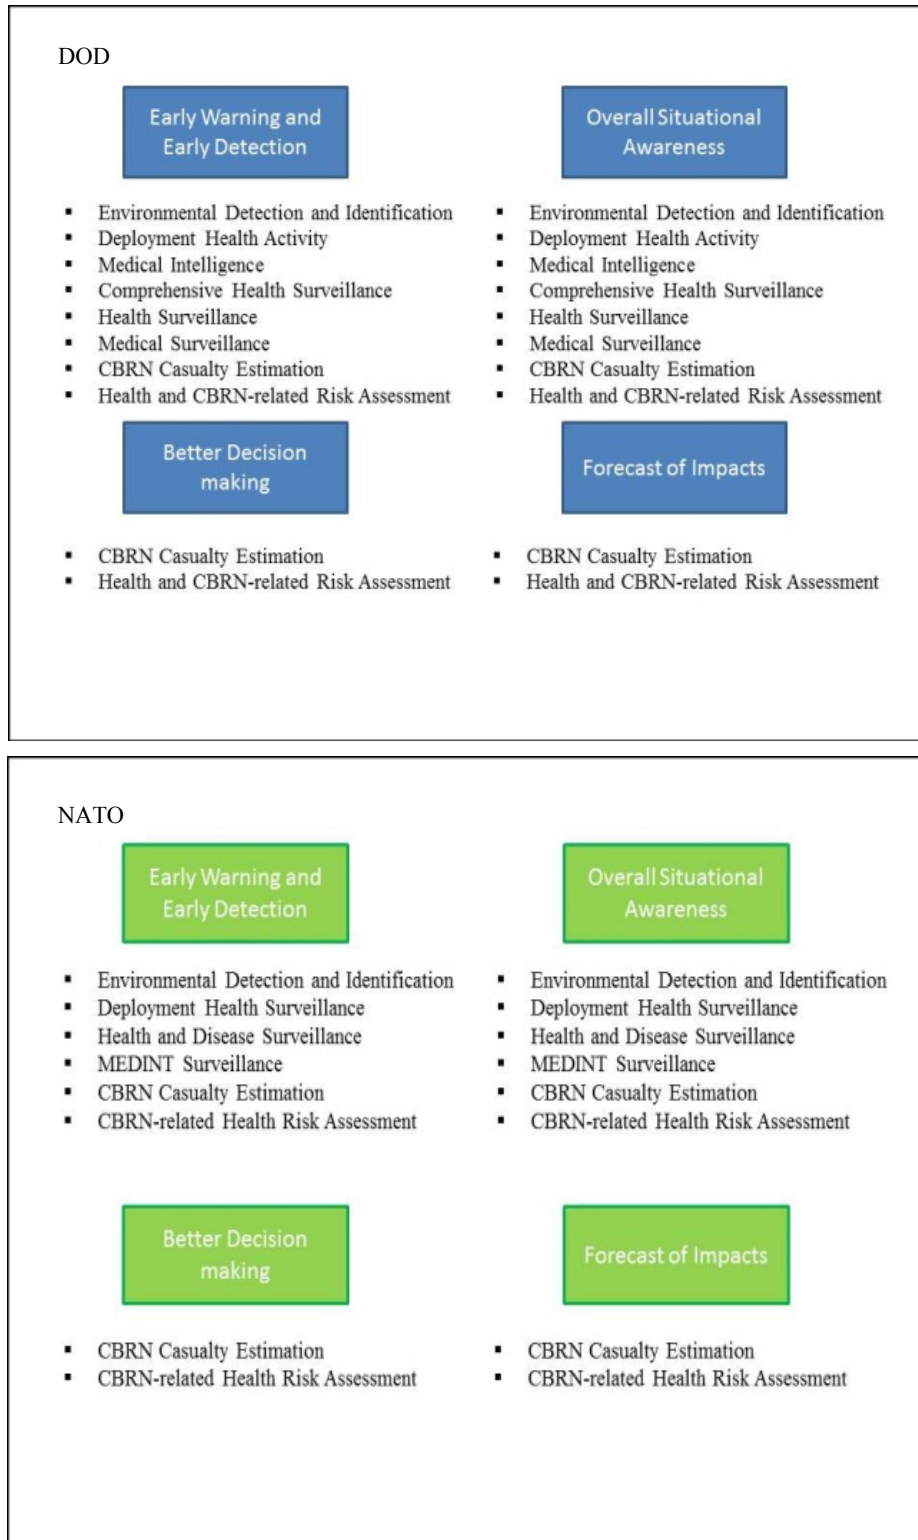 DOD
Early Warning and
Early Detection
▪ Environmental Detection and Identification
▪ Deployment Health Activity
▪ Medical Intelligence
▪ Comprehensive Health Surveillance
▪ Health Surveillance
▪ Medical Surveillance
▪ CBRN Casualty Estimation
▪ Health and CBRN-related Risk Assessment
Overall Situational
Awareness
▪ Environmental Detection and Identification
▪ Deployment Health Activity
▪ Medical Intelligence
▪ Comprehensive Health Surveillance
▪ Health Surveillance
▪ Medical Surveillance
▪ CBRN Casualty Estimation
▪ Health and CBRN-related Risk Assessment
Better Decision
making
▪ CBRN Casualty Estimation
▪ Health and CBRN-related Risk Assessment
Forecast of Impacts
▪ CBRN Casualty Estimation
▪ Health and CBRN-related Risk Assessment
NATO
Early Warning and
Early Detection
▪ Environmental Detection and Identification
▪ Deployment Health Surveillance
▪ Health and Disease Surveillance
▪ MEDINT Surveillance
▪ CBRN Casualty Estimation
▪ CBRN-related Health Risk Assessment
Overall Situational
Awareness
▪ Environmental Detection and Identification
▪ Deployment Health Surveillance
▪ Health and Disease Surveillance
▪ MEDINT Surveillance
▪ CBRN Casualty Estimation
▪ CBRN-related Health Risk Assessment
Better Decision
making
▪ CBRN Casualty Estimation
▪ CBRN-related Health Risk Assessment
Forecast of Impacts
▪ CBRN Casualty Estimation
▪ CBRN-related Health Risk Assessment